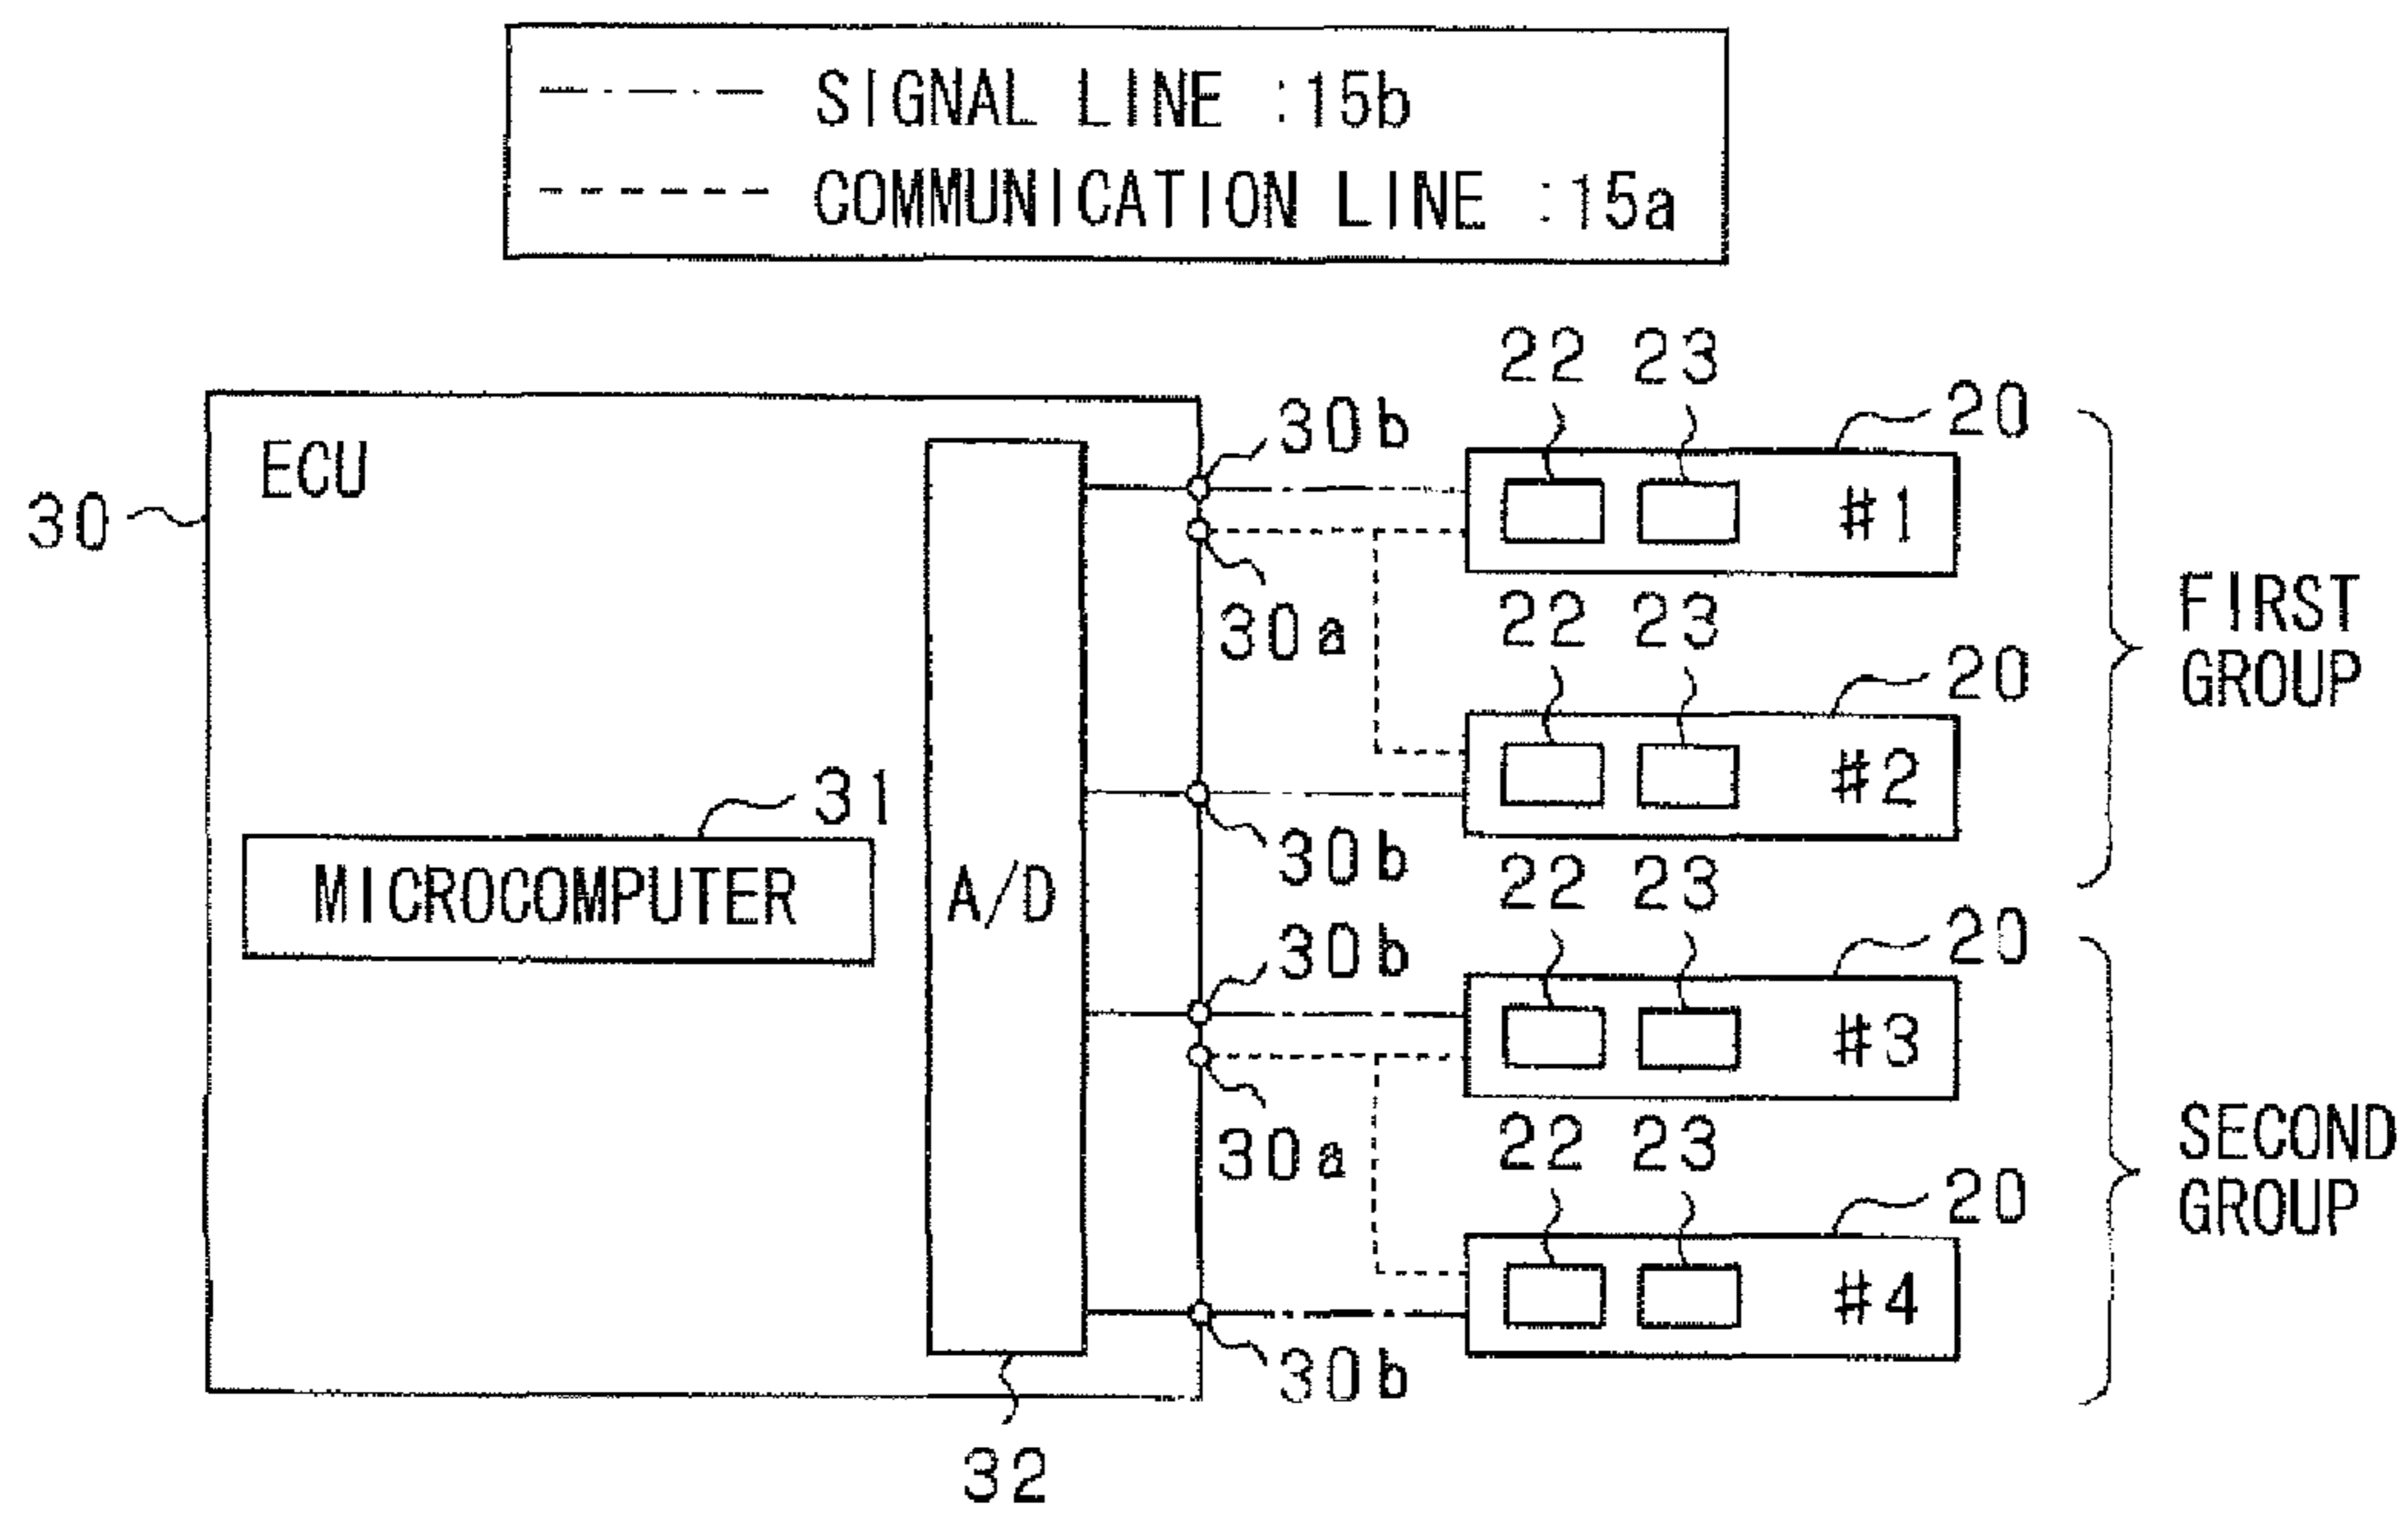 SIGNAL LINE :15b
COMMUNICATION LINE :15a
22 23
20
30b
ECU
30
#1
30a
22 23
FIRST
GROUP
20
31
#2
30b
MICROCOMPUTER
A/D
22 23
30b
20
#3
30a
22 23
SECOND
GROUP
20
#4
30b
32